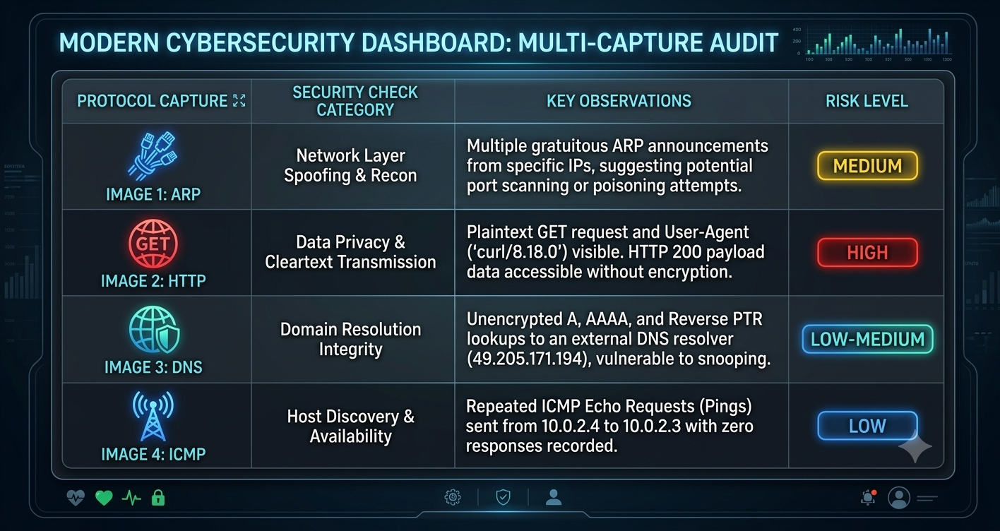 MODERN CYBERSECURITY DASHBOARD: MULTI-CAPTURE AUDIT
400
200
0
PROTOCOL CAPTURE
SECURITY CHECK
CATEGORY
KEY OBSERVATIONS
RISK LEVEL
IMAGE 1: ARP
Network Layer
Spoofing & Recon
Multiple gratuitous ARP announcements
from specific IPs, suggesting potential
port scanning or poisoning attempts.
MEDIUM
GET
IMAGE 2: HTTP
Data Privacy &
Cleartext Transmission
Plaintext GET request and User-Agent
(‘curl/8.18.0’) visible. HTTP 200 payload
data accessible without encryption.
HIGH
IMAGE 3: DNS
Domain Resolution
Integrity
Unencrypted A, AAAA, and Reverse PTR
lookups to an external DNS resolver
(49.205.171.194), vulnerable to snooping.
LOW-MEDIUM
IMAGE 4: ICMP
Host Discovery &
Availability
Repeated ICMP Echo Requests (Pings)
sent from 10.0.2.4 to 10.0.2.3 with zero
responses recorded.
LOW